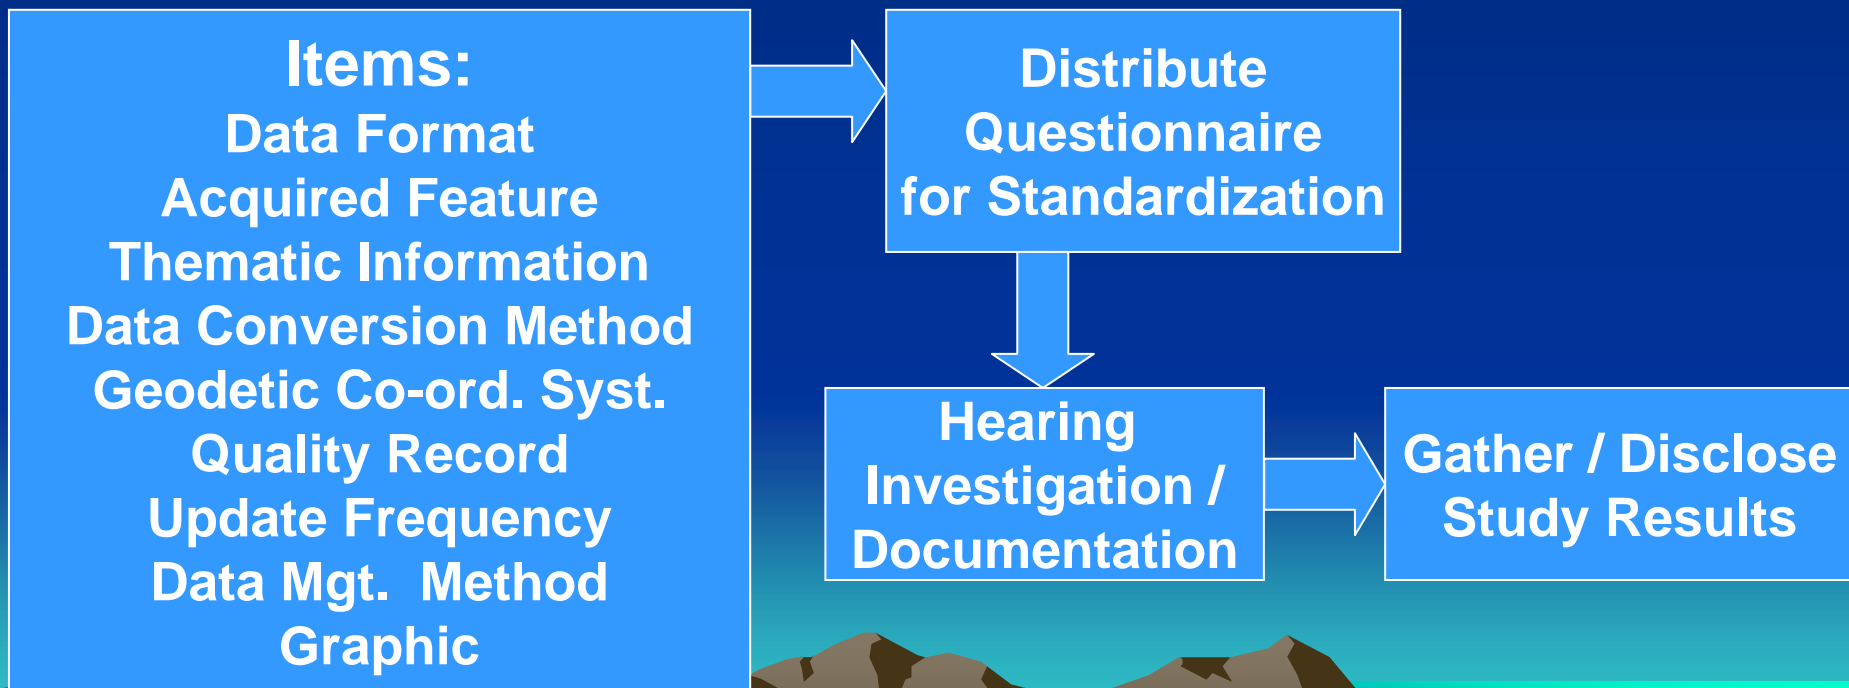 Items:
Data Format
Acquired Feature
Thematic Information
Data Conversion Method
Geodetic Co-ord. Syst.
Quality Record
Update Frequency
Data Mgt.  Method
Graphic
Distribute
Questionnaire
for Standardization
Hearing
Investigation /
Documentation
Gather / Disclose
Study Results